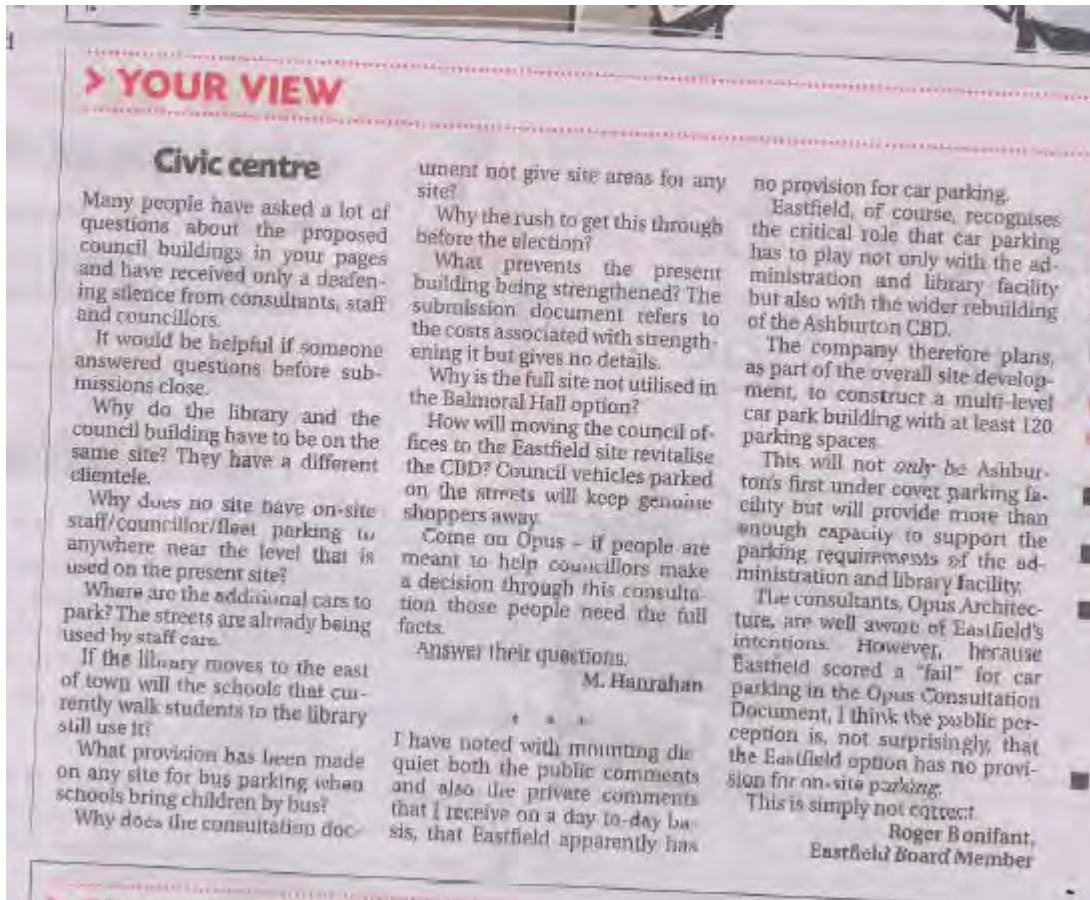 > YOUR VIEW
Civic centre
Many people have asked a lot of
questions about the proposed
council buildings in your pages
and have received only a deafen-
ing silence from consultants, staff
and councillors.
It would be helpful if someone
answered questions before sub-
missions close.
Why do the library and the
council building have to be on the
same site? They have a different
clientele.
Why does no site have on-site
staff/councillor/fleet parking to
anywhere near the level that is
used on the present site?
Where are the additional cars to
park? The streets are already being
used by staff cars.
If the library moves to the east
of town will the schools that cur-
rently walk students to the library
still use it?
What provision has been made
on any site for bus parking when
schools bring children by bus?
Why does the consultation doc-
ument not give site areas for any
site?
Why the rush to get this through
before the election?
What prevents the present
building being strengthened? The
submission document refers to
the costs associated with strength-
ening it but gives no details.
Why is the full site not utilised in
the Balmoral Hall option?
How will moving the council of-
fices to the Eastfield site revitalise
the CBD? Council vehicles parked
on the streets will keep genuine
shoppers away.
Come on Opus – if people are
meant to help councillors make
a decision through this consulta-
tion those people need the full
facts.
Answer their questions.
M. Hanrahan
I have noted with mounting dis-
quiet both the public comments
and also the private comments
that I receive on a day-to-day ba-
sis, that Eastfield apparently has
no provision for car parking.
Eastfield, of course, recognises
the critical role that car parking
has to play not only with the ad-
ministration and library facility
but also with the wider rebuilding
of the Ashburton CBD.
The company therefore plans,
as part of the overall site develop-
ment, to construct a multi-level
car park building with at least 120
parking spaces.
This will not only be Ashbur-
ton's first under cover parking fa-
cility but will provide more than
enough capacity to support the
parking requirements of the ad-
ministration and library facility.
The consultants, Opus Architec-
ture, are well aware of Eastfield's
intentions. However, because
Eastfield scored a "fail" for car
parking in the Opus Consultation
Document, I think the public per-
ception is, not surprisingly, that
the Eastfield option has no provi-
sion for on-site parking.
This is simply not correct.
Roger Bonifant,
Eastfield Board Member